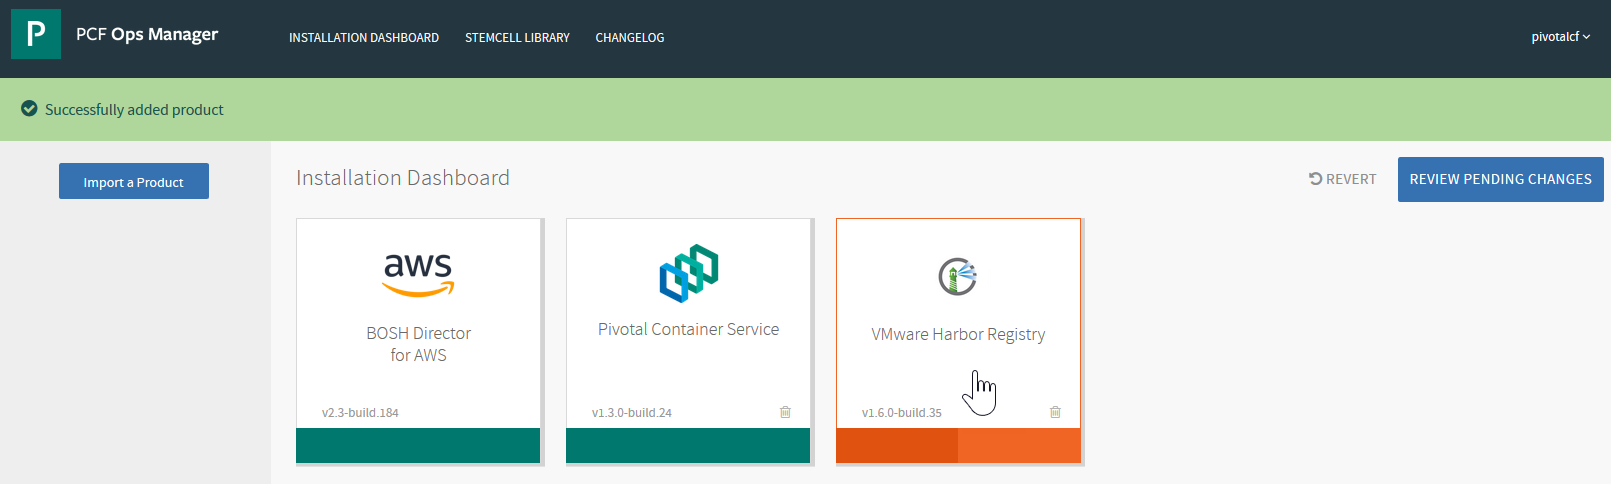 P
PCF Ops Manager
INSTALLATION DASHBOARD
STEMCELL LIBRARY
CHANGELOG
pivotalcf
Successfully added product
Import a Product
Installation Dashboard
REVERT
REVIEW PENDING CHANGES
aws
BOSH Director
for AWS
v2.3-build.184
Pivotal Container Service
v1.3.0-build.24
VMware Harbor Registry
v1.6.0-build.35